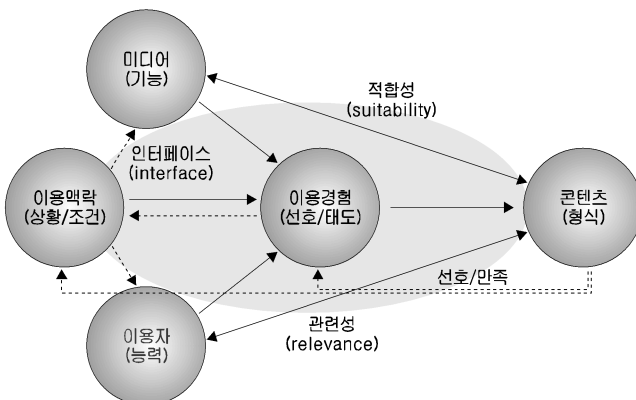 미디어
(기능)
적합성
(suitability)
인터페이스
(interface)
이용맥락
(상황/조건)
이용경험
(선호/태도)
콘텐츠
(형식)
선호/만족
이용자
(능력)
관련성
(relevance)